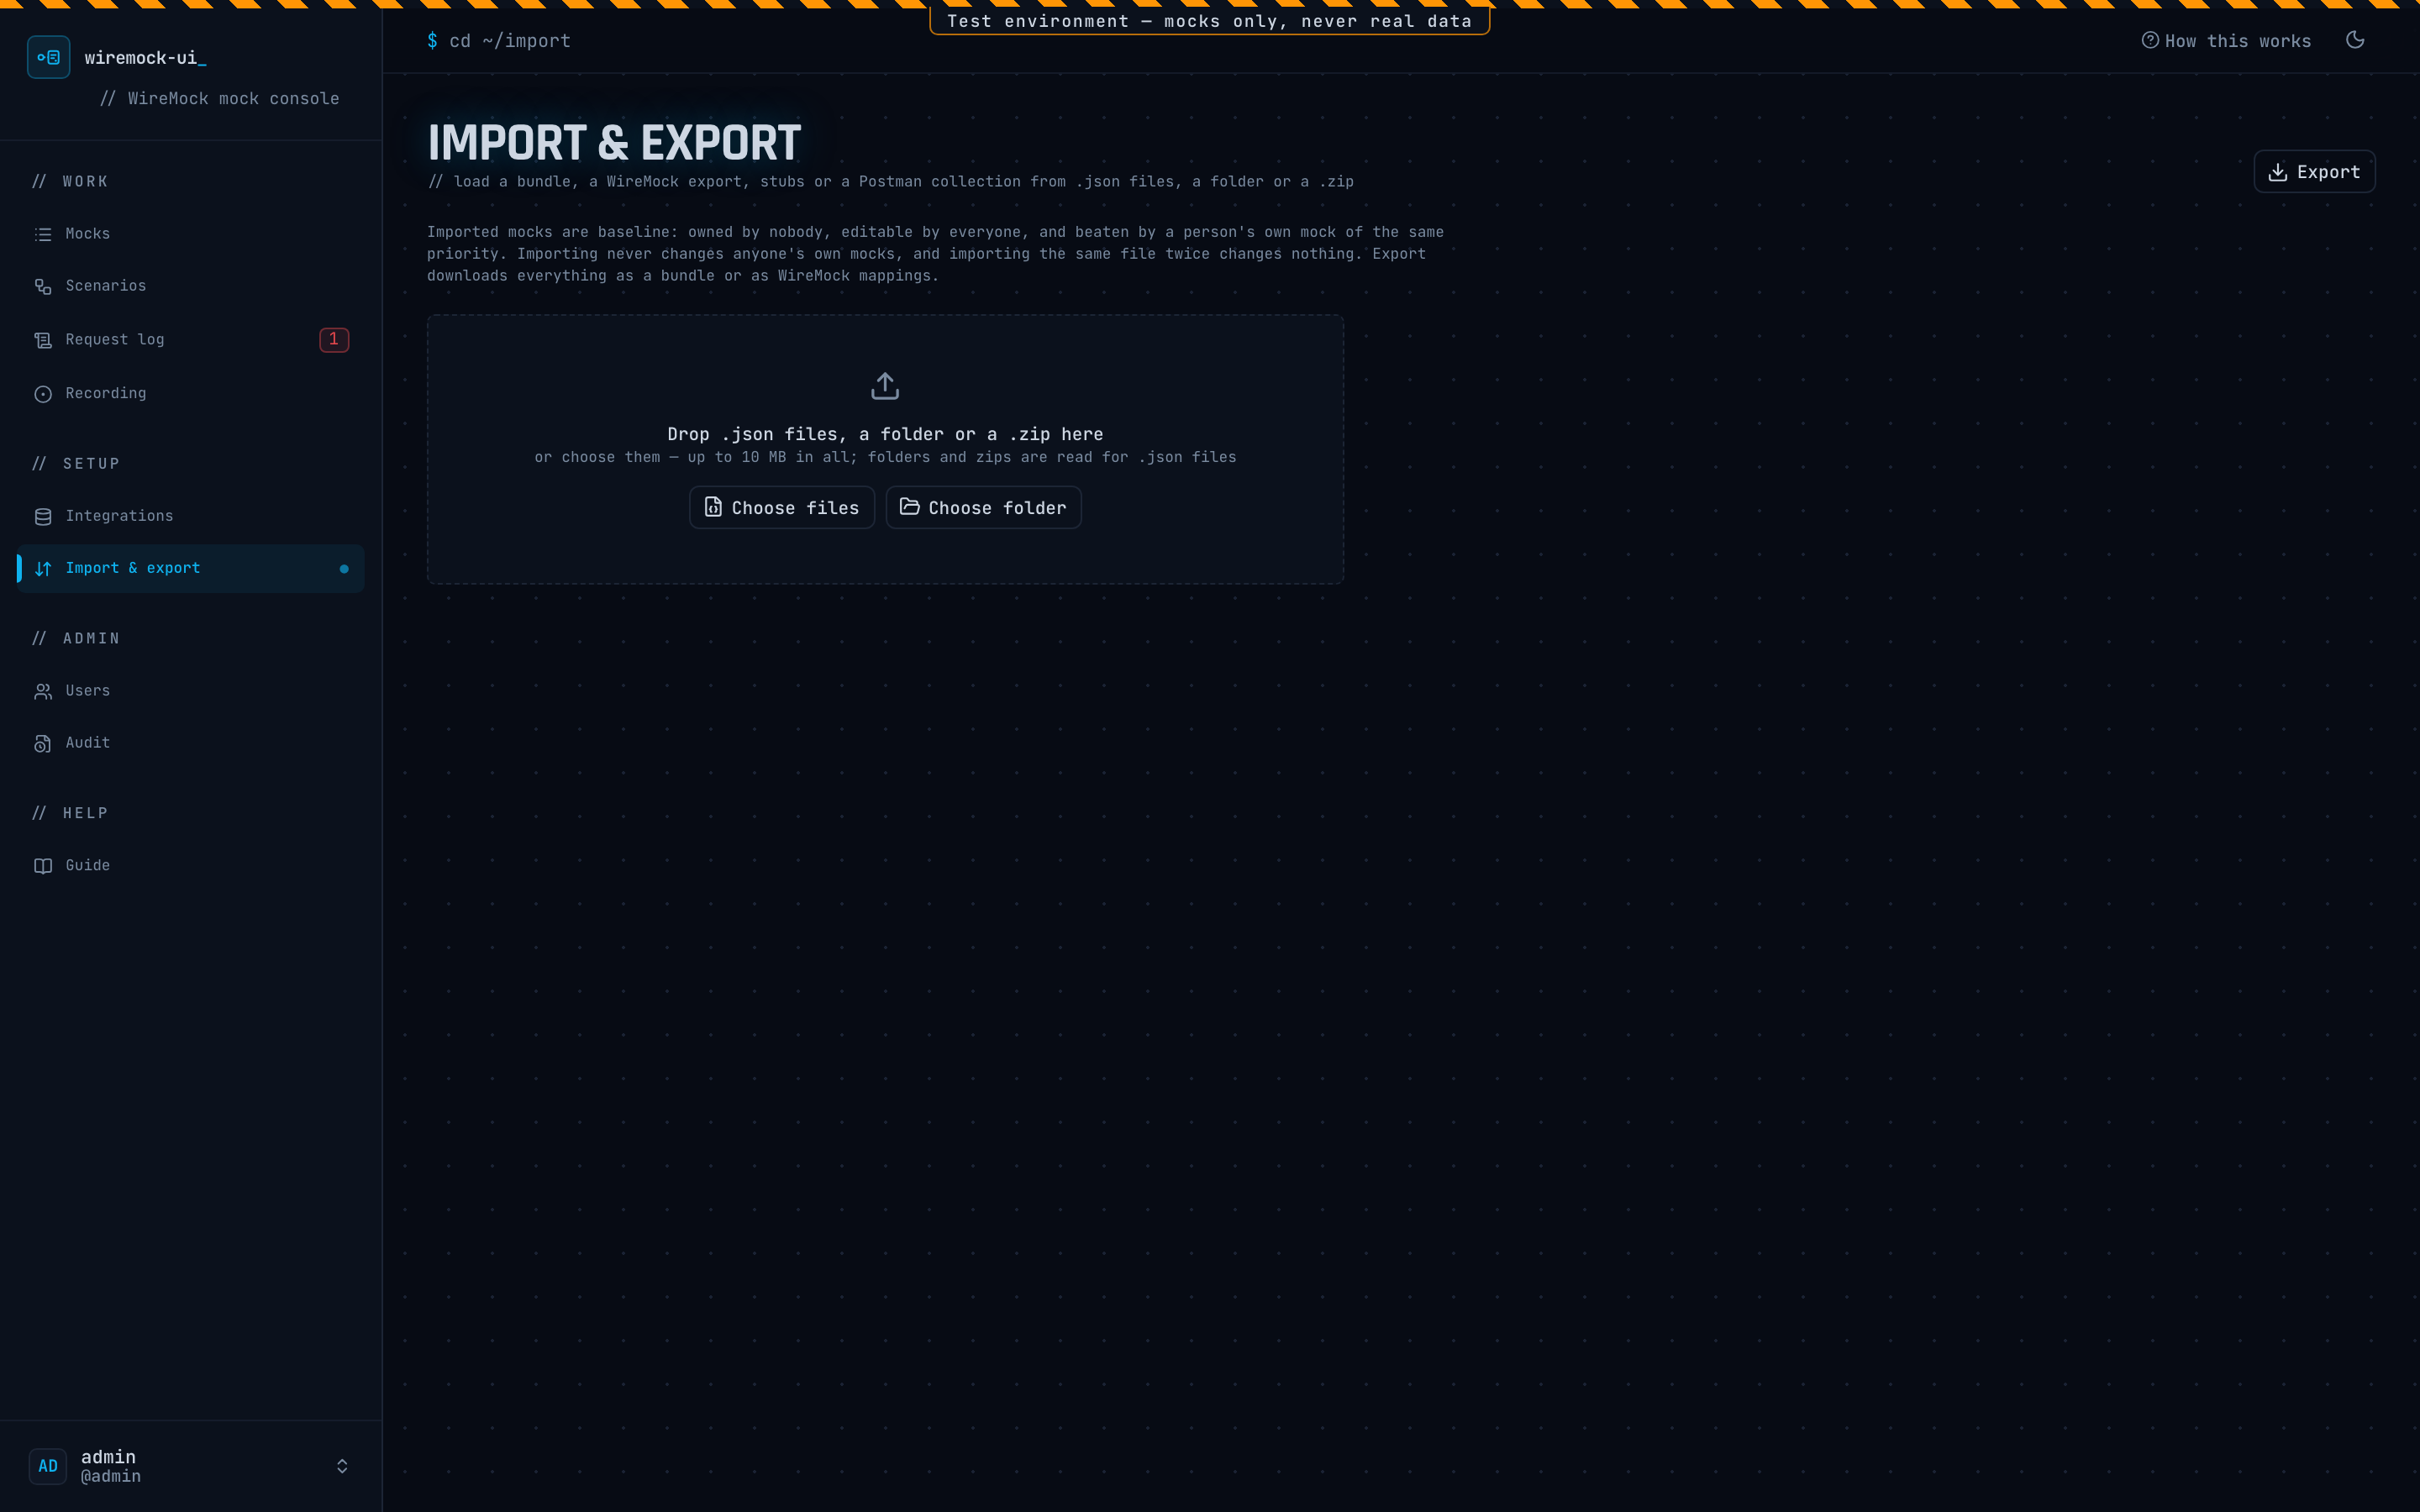 Test environment — mocks only, never real data
wiremock-ui_
// WireMock mock console
// WORK
Mocks
Scenarios
Request log 1
Recording
// SETUP
Integrations
Import & export
// ADMIN
Users
Audit
// HELP
Guide
AD admin
@admin
$ cd ~/import
How this works
IMPORT & EXPORT
// load a bundle, a WireMock export, stubs or a Postman collection from .json files, a folder or a .zip
Export
Imported mocks are baseline: owned by nobody, editable by everyone, and beaten by a person's own mock of the same
priority. Importing never changes anyone's own mocks, and importing the same file twice changes nothing. Export
downloads everything as a bundle or as WireMock mappings.
Drop .json files, a folder or a .zip here
or choose them — up to 10 MB in all; folders and zips are read for .json files
Choose files Choose folder